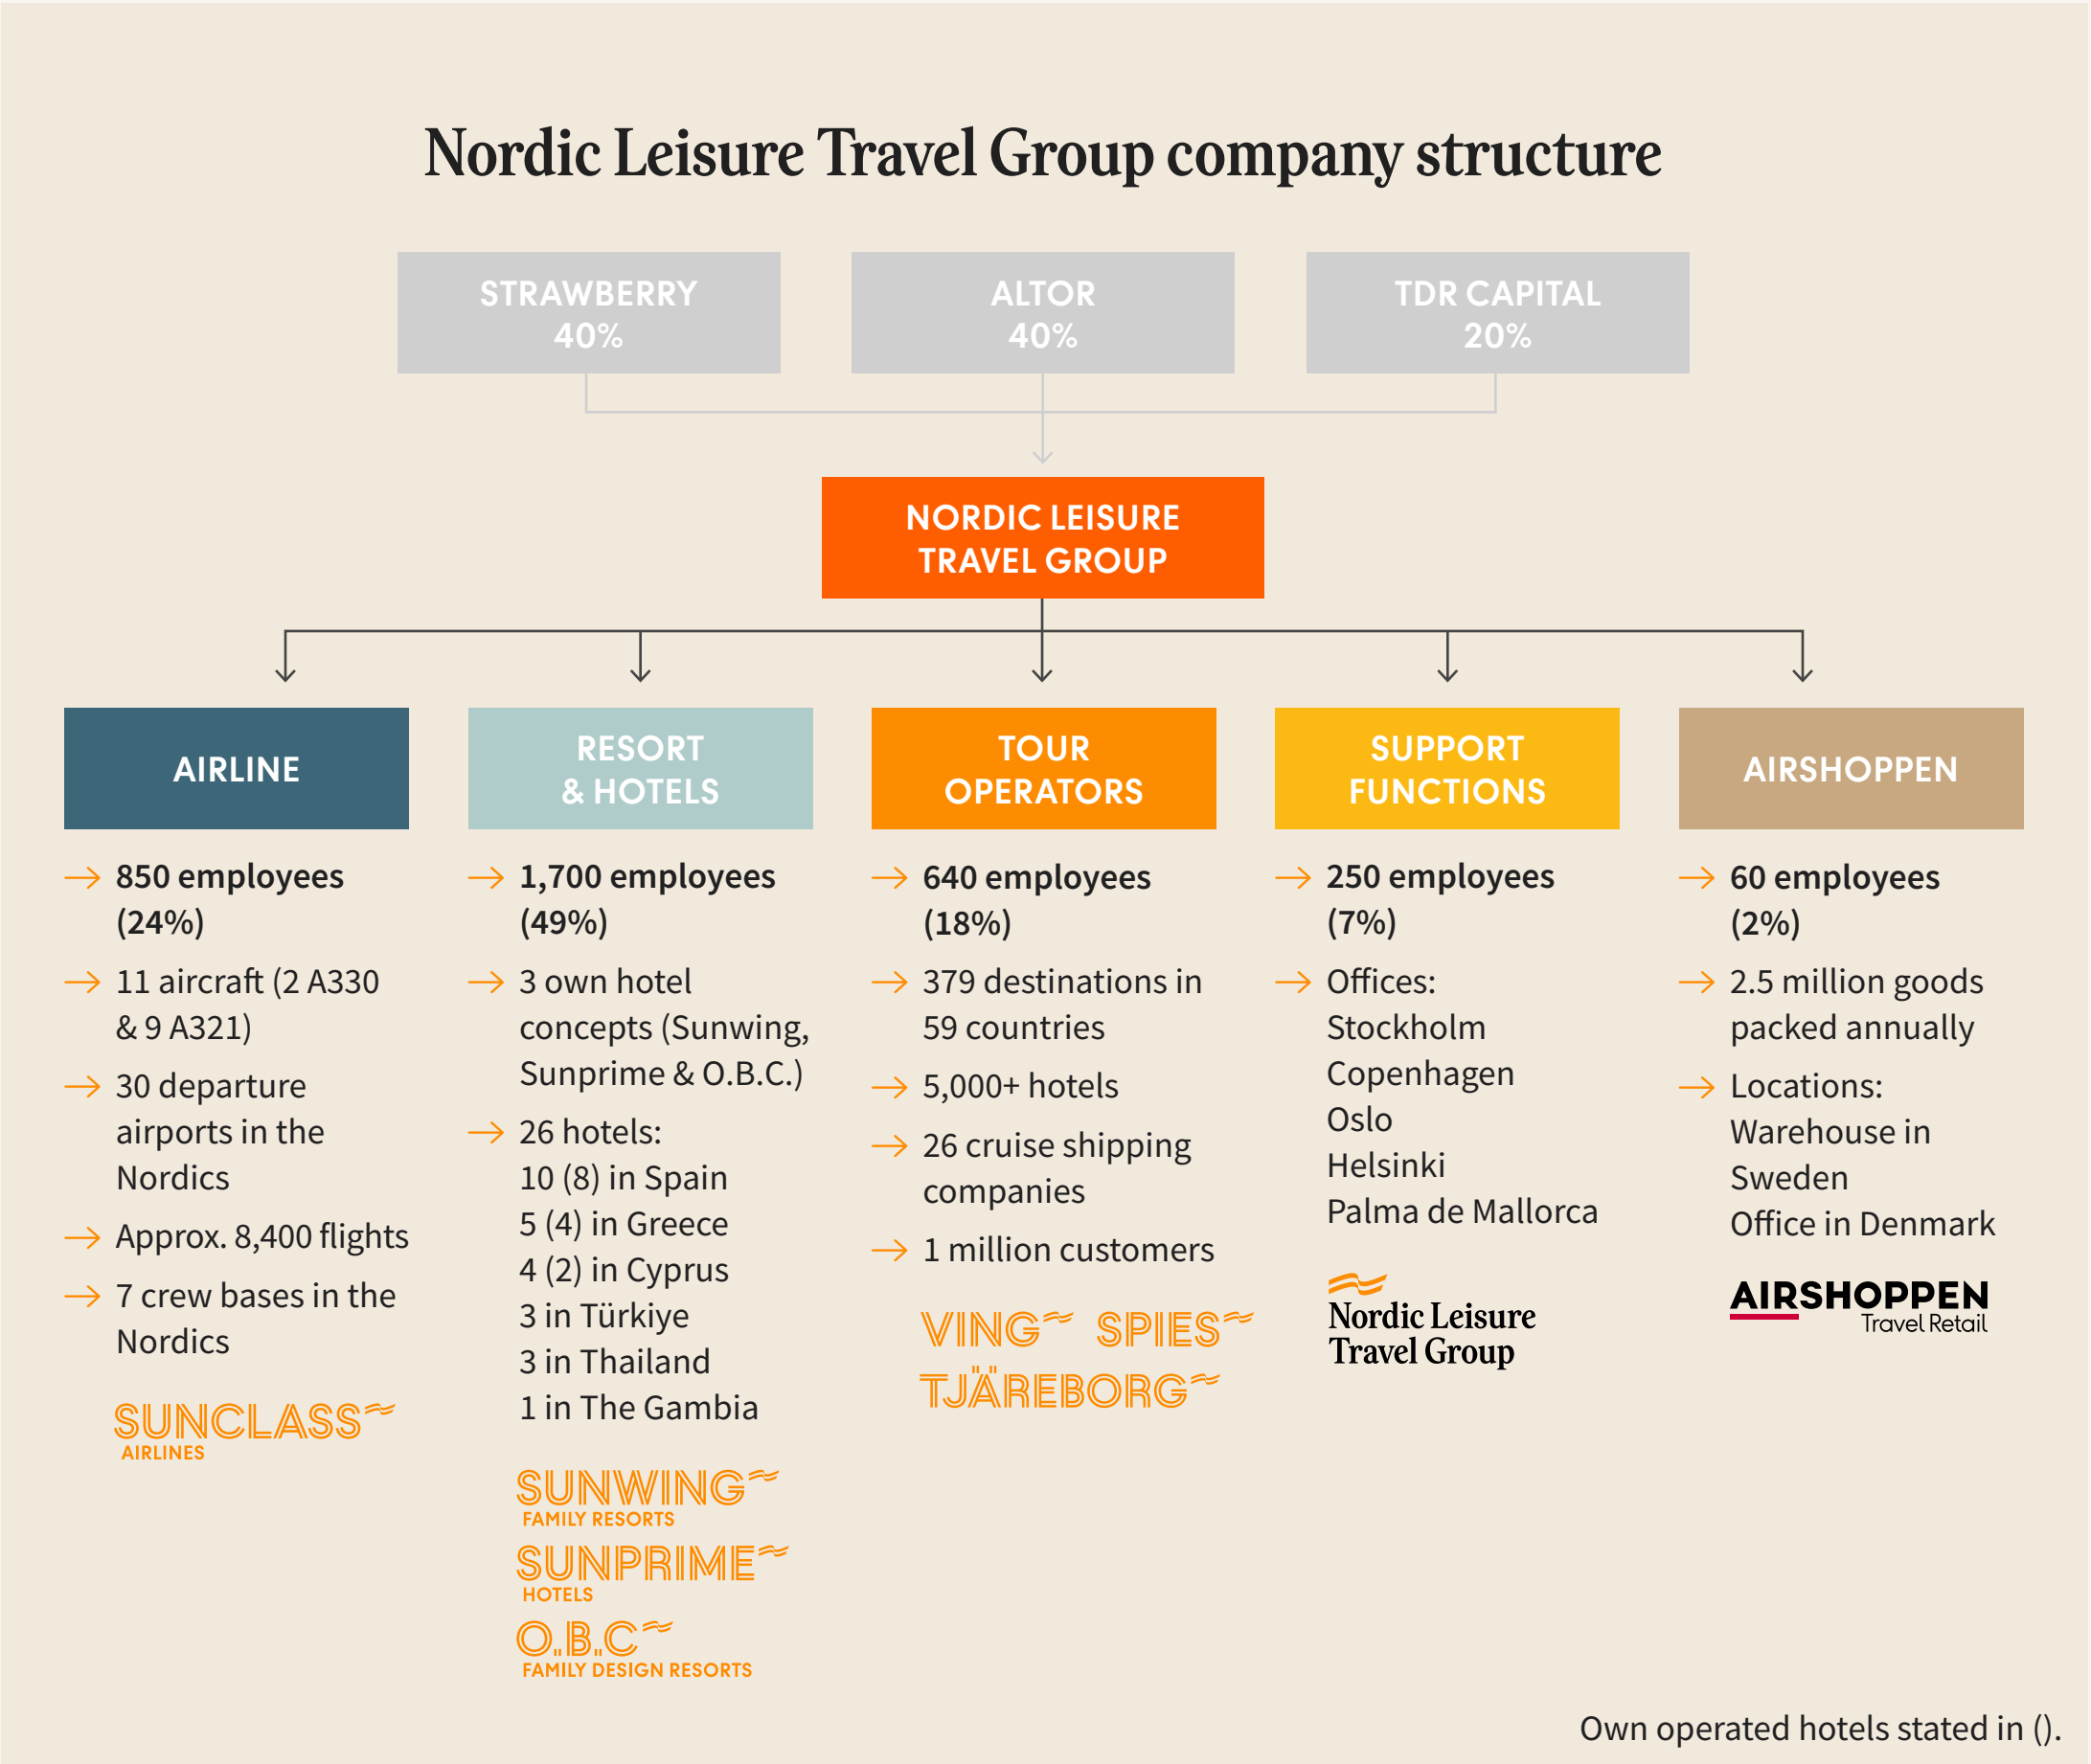 Nordic Leisure Travel Group company structure
STRAWBERRY
40%
ALTOR
40%
TDR CAPITAL
20%
NORDIC LEISURE
TRAVEL GROUP
AIRLINE
850 employees
(24%)
11 aircraft (2 A330
& 9 A321)
30 departure
airports in the
Nordics
Approx. 8,400 flights
7 crew bases in the
Nordics
SUNCLASS
AIRLINES
RESORT
& HOTELS
1,700 employees
(49%)
3 own hotel
concepts (Sunwing,
Sunprime & O.B.C.)
26 hotels:
10 (8) in Spain
5 (4) in Greece
4 (2) in Cyprus
3 in Türkiye
3 in Thailand
1 in The Gambia
SUNWING
FAMILY RESORTS
SUNPRIME
HOTELS
O..B..C
FAMILY DESIGN RESORTS
TOUR
OPERATORS
640 employees
(18%)
379 destinations in
59 countries
5,000+ hotels
26 cruise shipping
companies
1 million customers
VING SPIES
TJÄREBORG
SUPPORT
FUNCTIONS
250 employees
(7%)
Offices:
Stockholm
Copenhagen
Oslo
Helsinki
Palma de Mallorca
Nordic Leisure
Travel Group
AIRSHOPPEN
60 employees
(2%)
2.5 million goods
packed annually
Locations:
Warehouse in
Sweden
Office in Denmark
AIRSHOPPEN
Travel Retail
Own operated hotels stated in ().